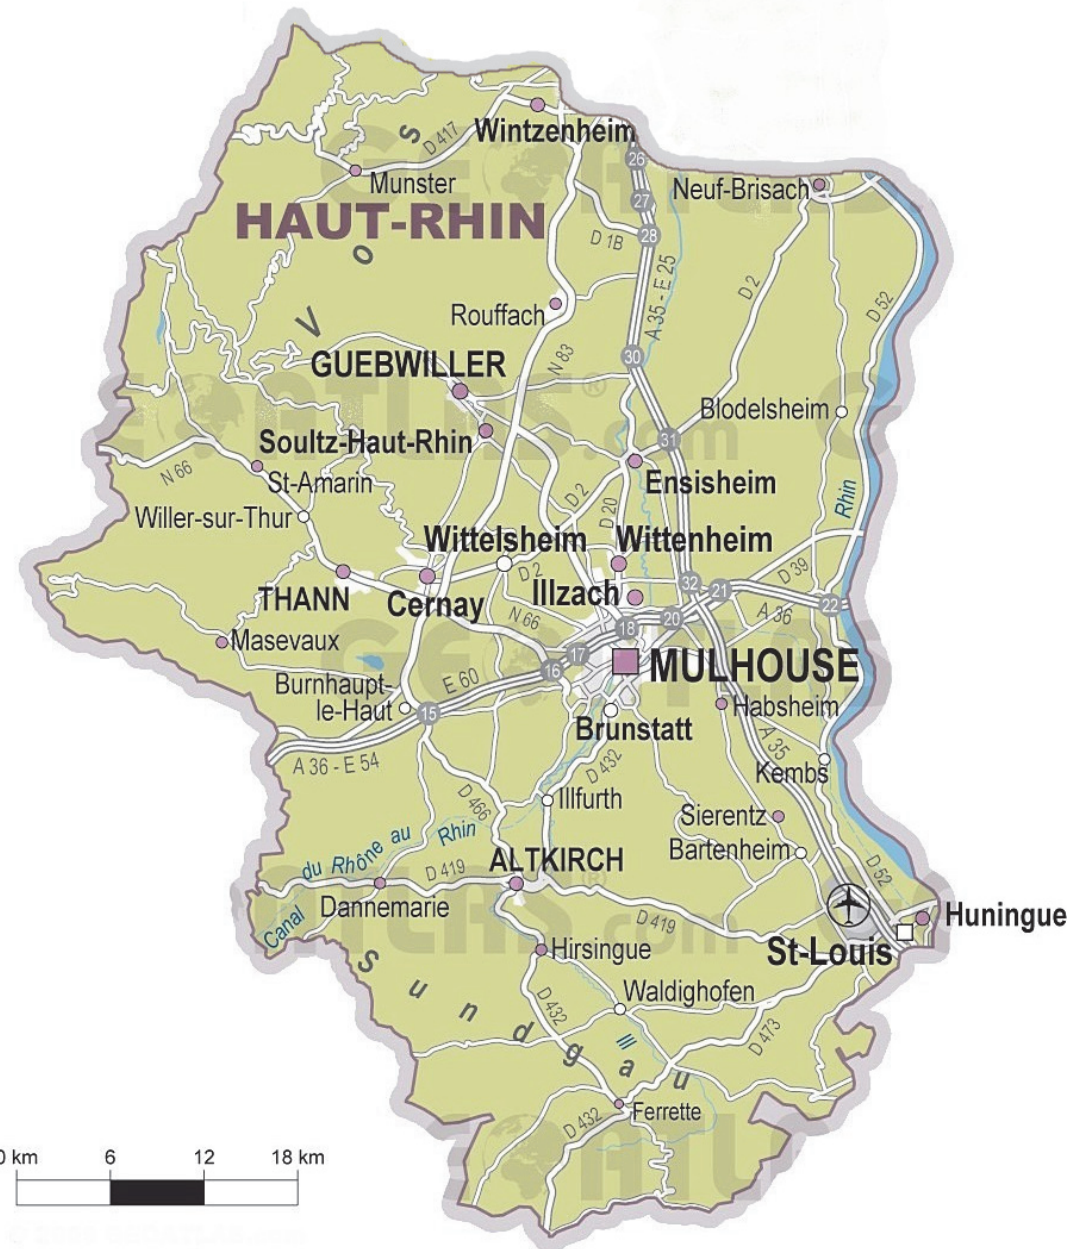 Wintzenheim
26
D 417
s
Munster
Neuf-Brisach
27
HAUT-RHIN
28
D 1B
o
A 35 - E 25
D 2
D 52
Rouffach
V
N 83
30
GUEBWILLER
GEOATLAS®.com
Blodelsheim
31
Soultz-Haut-Rhin
N 66
St-Amarin
Ensisheim
D 2
D 20
Rhin
Willer-sur-Thur
Wittelsheim
Wittenheim
D 2
D 39
THANN
Cernay
Illzach
32
21
22
N 66
20
A 36
18
Masevaux
17
MULHOUSE
16
E 60
Burnhaupt-
le-Haut
15
Habsheim
Brunstatt
A 35
A 36 - E 54
D 432
Kembs
D 466
Illfurth
Sierentz
Canal du Rhône au Rhin
Bartenheim
ALTKIRCH
D 419
D 52
Dannemarie
D 419
Huningue
St-Louis
Hirsingue
Sundgau
Waldighofen
D 432
Ill
D 473
Ferrette
D 432
0 km 6 12 18 km